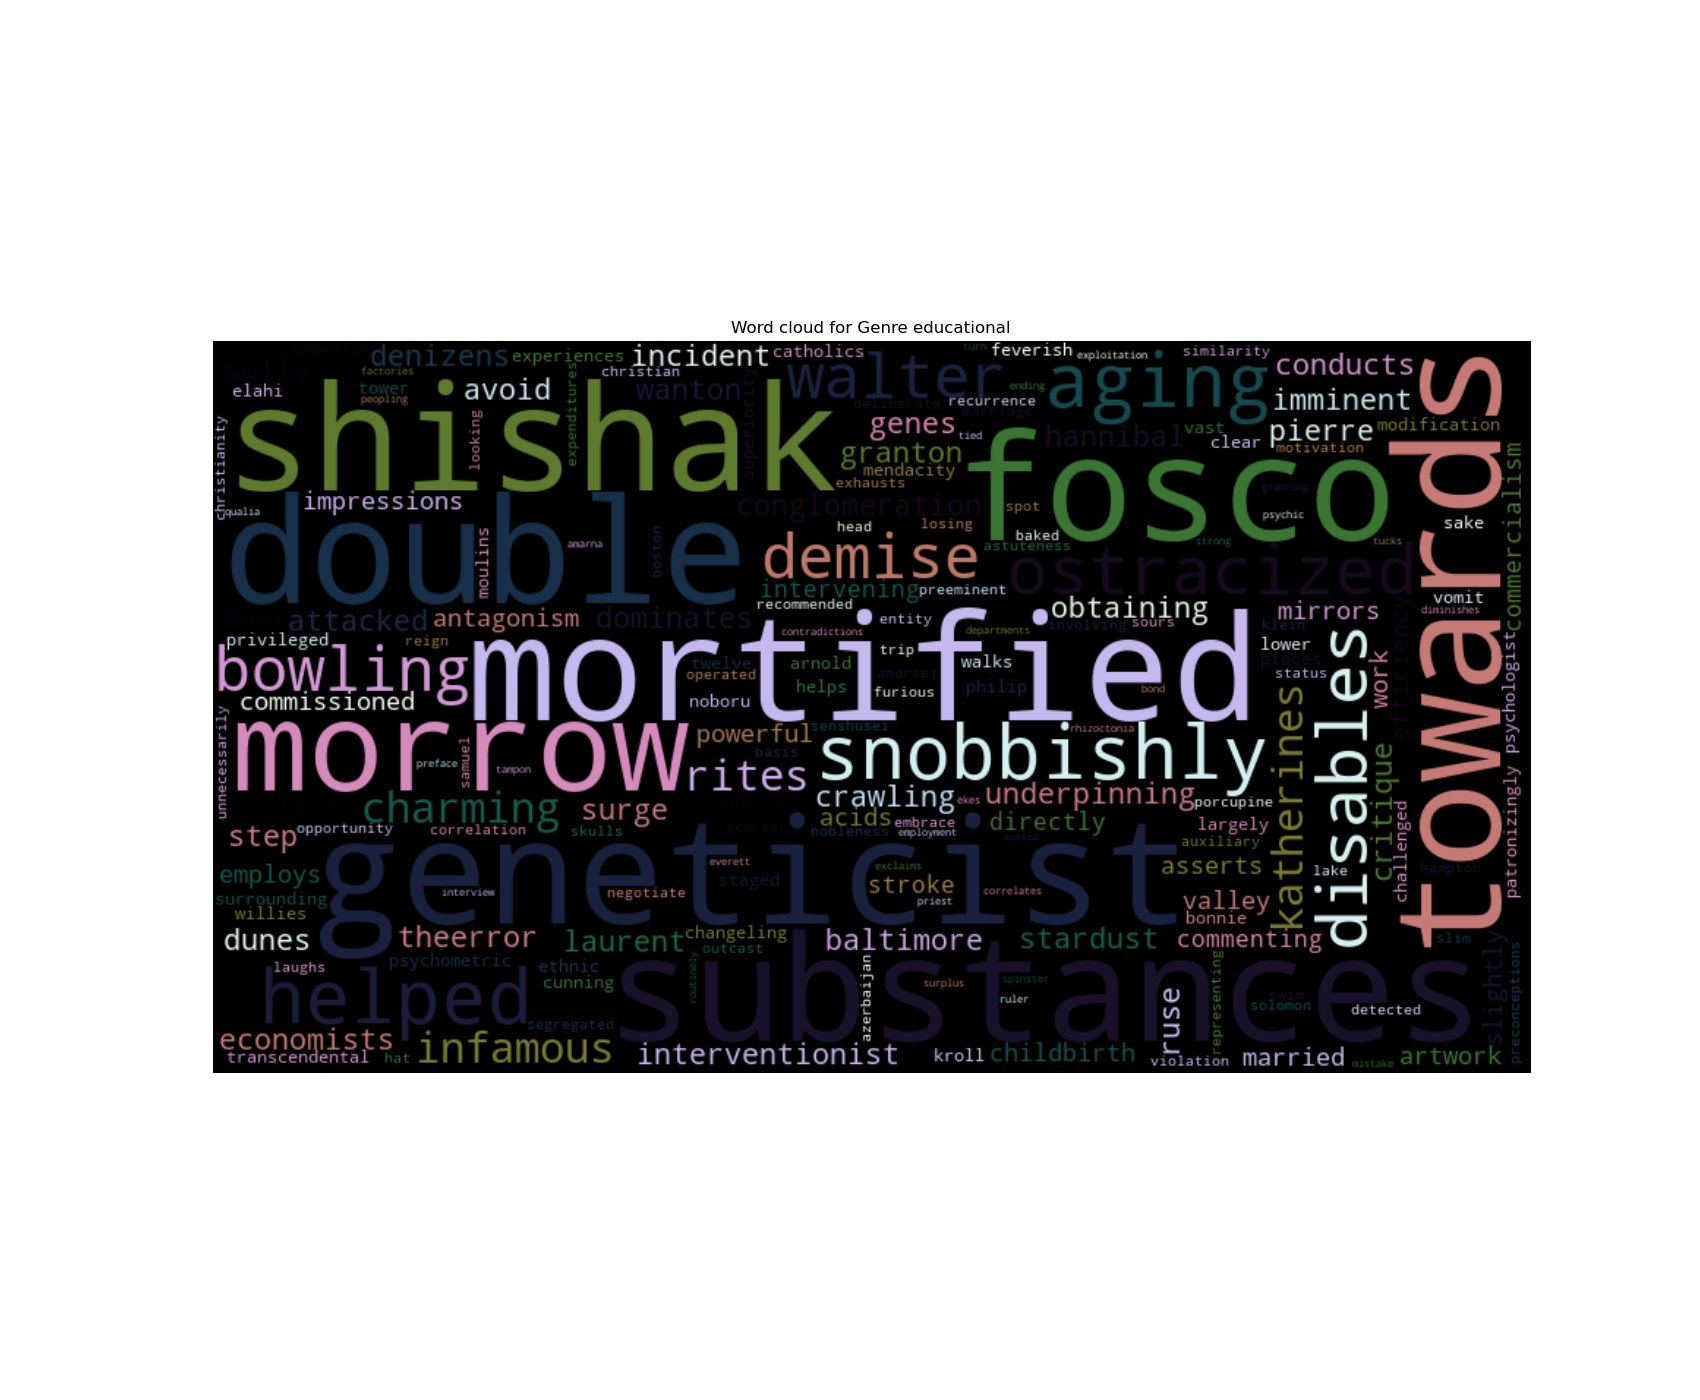 Word cloud for Genre educational
symbolism
denizens
experiences
incident
catholics
walter
turn
feverish
exploitation
similarity
aging
conducts
towards
sully
factories
christian
elahi
tower
peopling
avoid
wanton
ending
recurrence
deliberate
marriage
imminent
shishak
expenditures
superiority
looking
christianity
genes
tied
hannibal
vast
clear
pierre
modification
motivation
granton
mendacity
exhausts
fosco
commercialism
impressions
qualia
conglomeration
spot
granting
psychic
sake
double
moulins
amarna
boston
head
losing
baked
astuteness
strong
tucks
demise
ostracized
intervening
preeminent
recommended
obtaining
vomit
mirrors
diminishes
finland
attacked
antagonism
dominates
entity
contradictions
departments
involving
sours
klein
efficiency
privileged
reign
mortified
trip
lower
bowling
twelve
arnold
andrzej
walks
pieces
operated
status
work
disables
psychologist
commissioned
noboru
helps
furious
philip
bond
katherines
unnecessarily
morrow
samuel
preface
tampon
powerful
senshusei
rhizoctonia
basis
snobbishly
critique
rites
crawling
ekes
underpinning
porcupine
island
charming
surge
acids
embrace
directly
largely
challenged
patronizingly
step
opportunity
correlation
skulls
scores
nobleness
employment
worked
auxiliary
geneticist
everett
exclaims
asserts
hampton
lake
employs
interview
negotiate
staged
stroke
correlates
surrounding
priest
valley
willies
bonnie
dunes
theerror
laurent
changeling
outcast
baltimore
stardust
commenting
slim
slightly
preconceptions
laughs
psychometric
ethnic
cunning
routinely
azerbaijan
surplus
spinster
representing
helped
substances
ruler
ruse
swim
solomon
detected
segregated
economists
transcendental
hat
infamous
interventionist
kroll
childbirth
violation
married
mistake
artwork